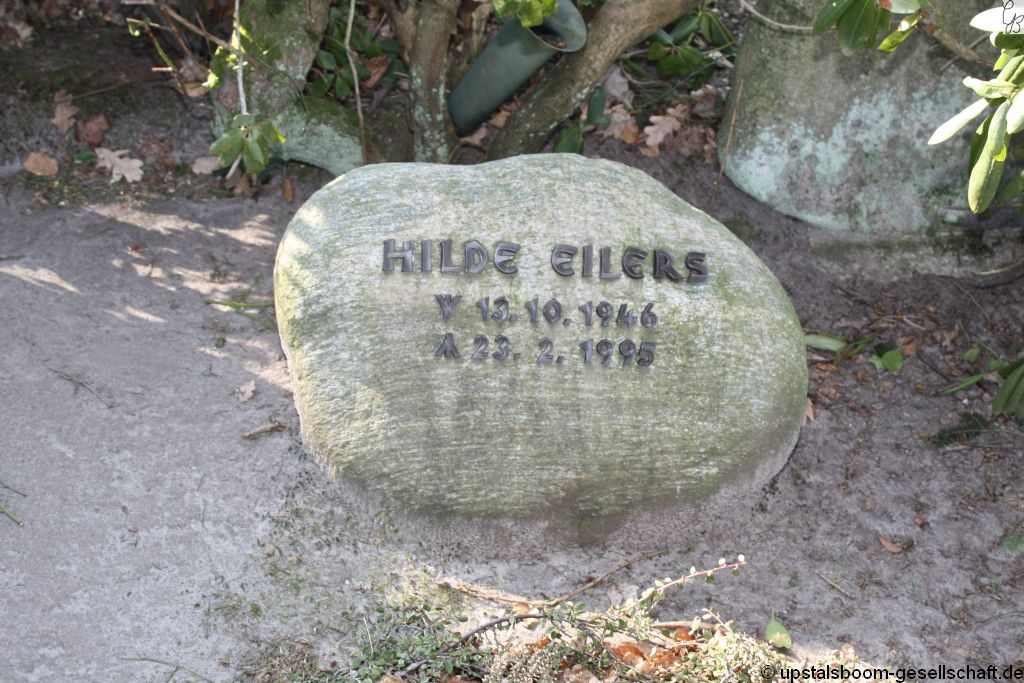 HILDE EILERS
ᛉ 13. 10. 1946
ᛣ 23. 2. 1995
© upstalsboom-gesellschaft.de